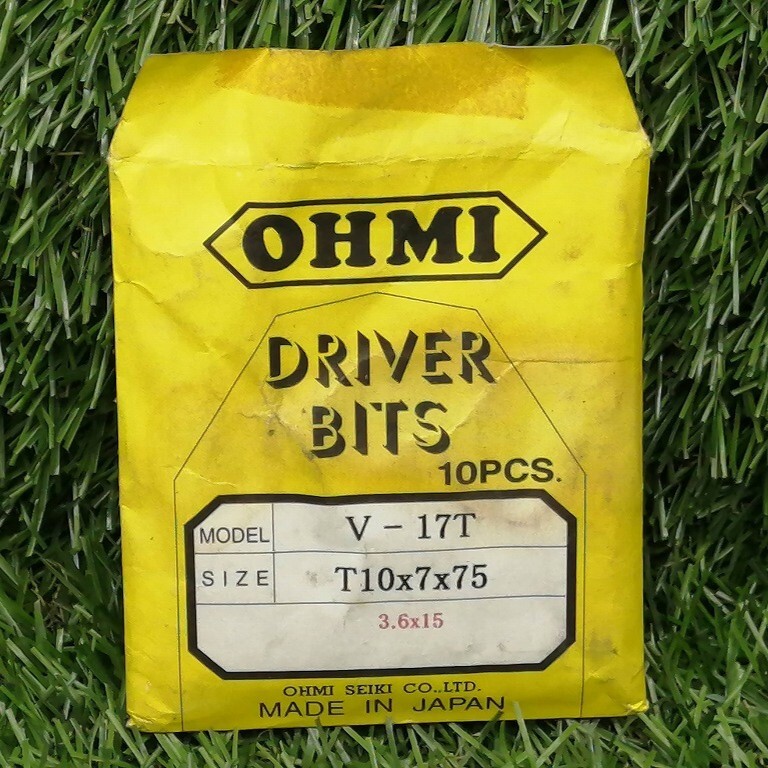 OHMI
DRIVER
BITS
10PCS.
MODEL V - 17T
SIZE T10x7x75
3.6x15
OHMI SEIKI CO.,LTD.
MADE IN JAPAN